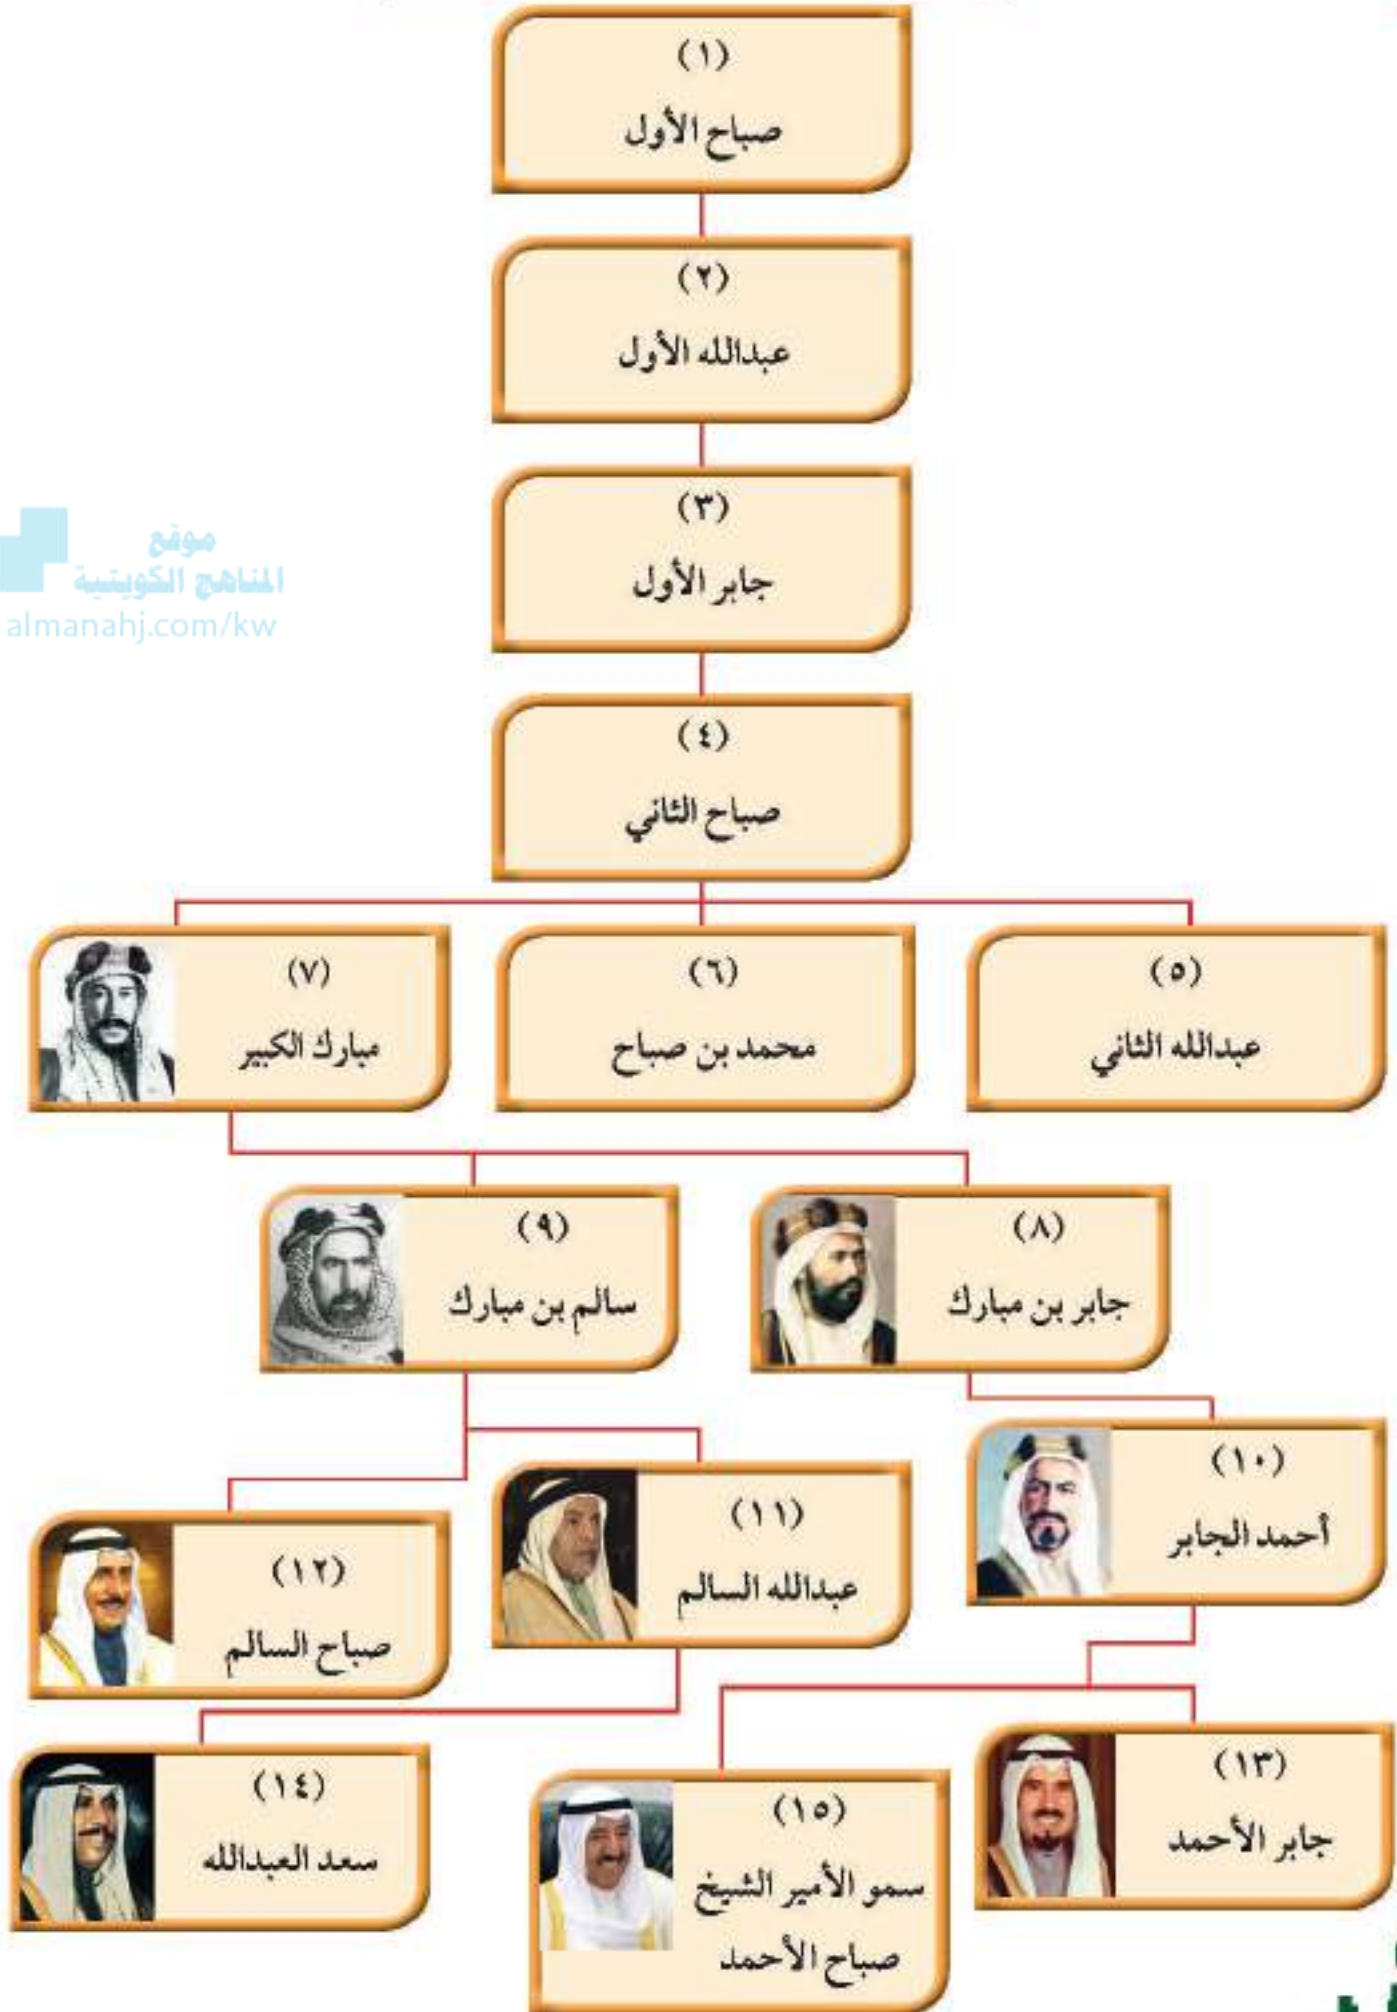 (١)
صباح الأول
(٢)
عبدالله الأول
(٣)
جابر الأول
موقع
المناهج الكويتية
almanahj.com/kw
(٤)
صباح الثاني
(٥)
عبدالله الثاني
(٦)
محمد بن صباح
(٧)
مبارك الكبير
(٨)
جابر بن مبارك
(٩)
سالم بن مبارك
(١٠)
أحمد الجابر
(١١)
عبدالله السالم
(١٢)
صباح السالم
(١٣)
جابر الأحمد
(١٤)
سعد العبدالله
(١٥)
سمو الأمير الشيخ
صباح الأحمد